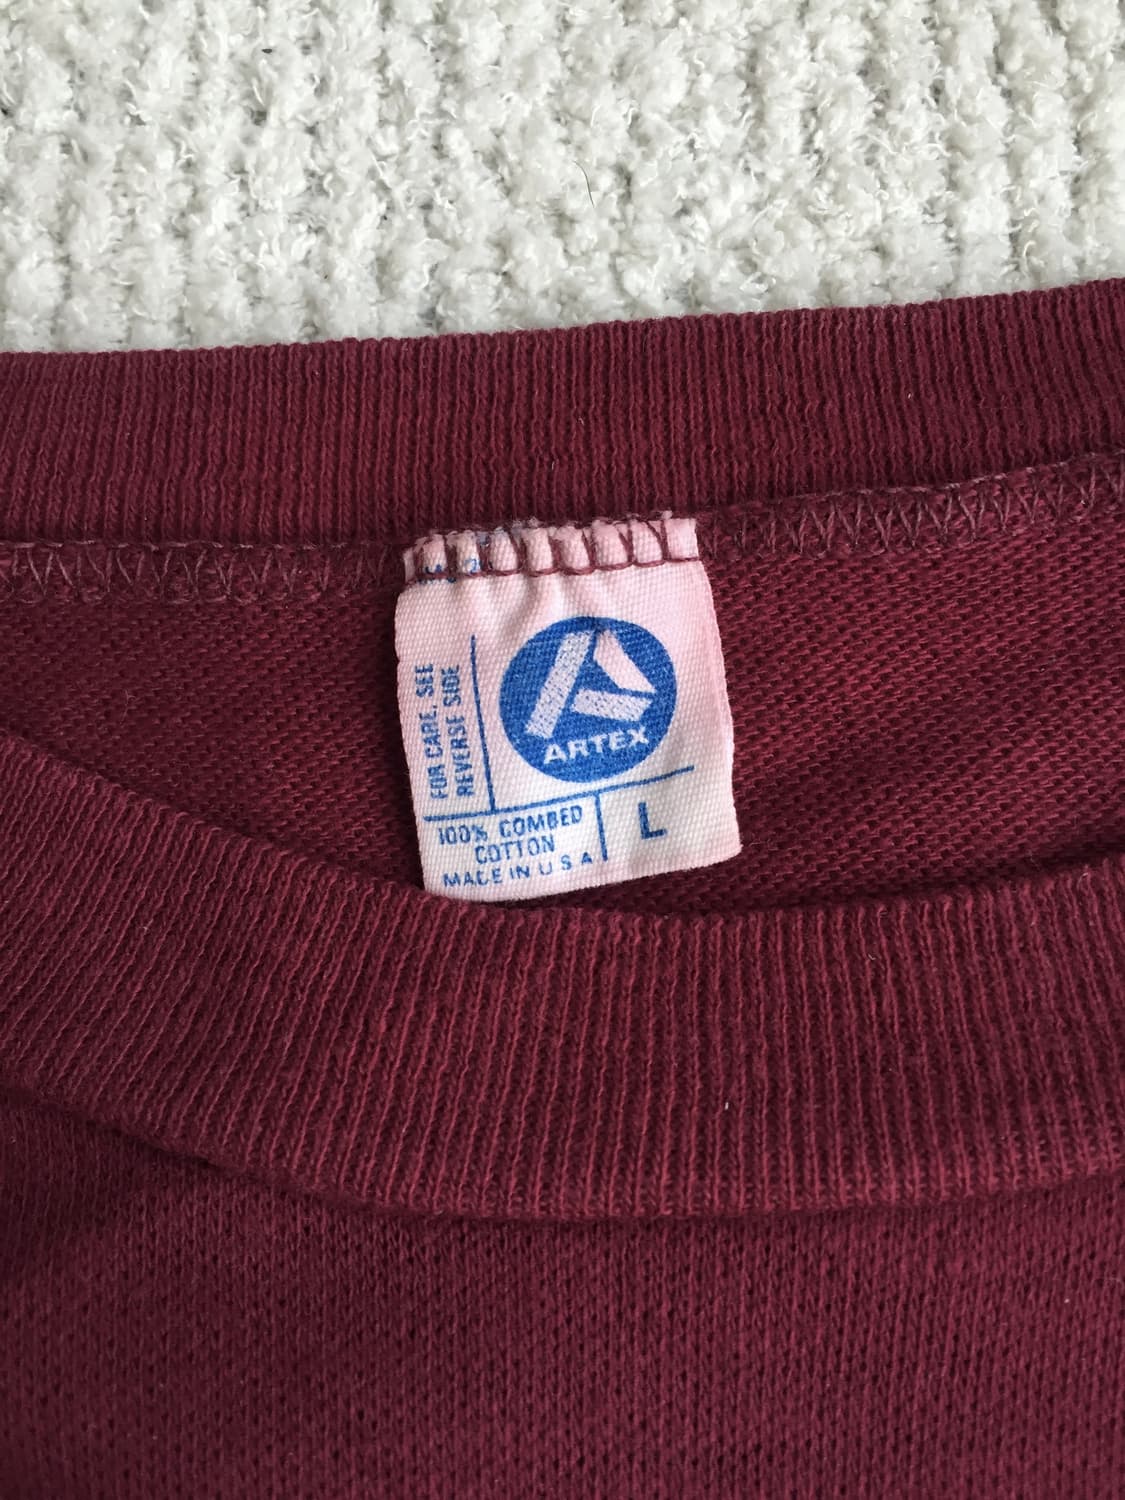 FOR CARE, SEE
REVERSE SIDE
ARTEX
100% COMBED
COTTON
MADE IN U S A
L